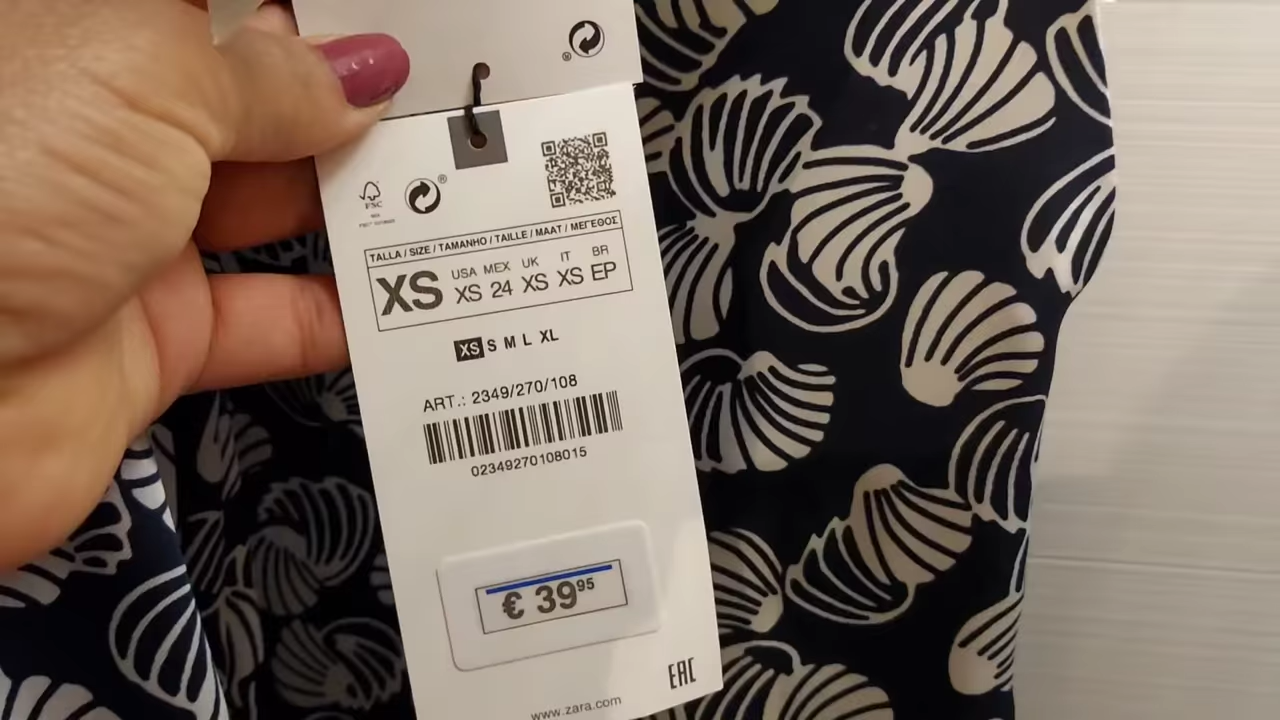 FSC
TALLA / SIZE / TAMANHO / TAILLE / MAAT / ΜΕΓΕΘΟΣ
XS
USA MEX UK IT BR
XS 24 XS XS EP
XS S M L XL
ART.: 2349/270/108
02349270108015
€ 39⁹⁵
EAC
www.zara.com